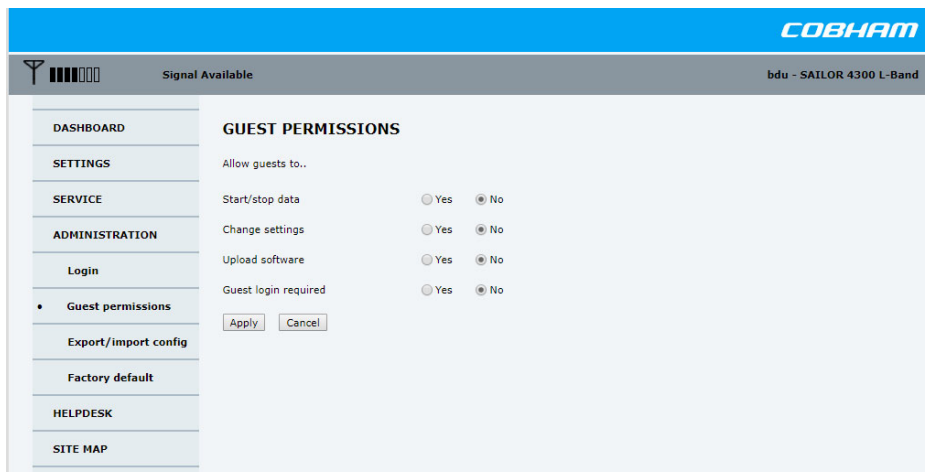 COBHAM
Signal Available
bdu - SAILOR 4300 L-Band
DASHBOARD
SETTINGS
SERVICE
ADMINISTRATION
Login
Guest permissions
Export/import config
Factory default
HELPDESK
SITE MAP
GUEST PERMISSIONS
Allow guests to..
Start/stop data Yes No
Change settings Yes No
Upload software Yes No
Guest login required Yes No
Apply Cancel